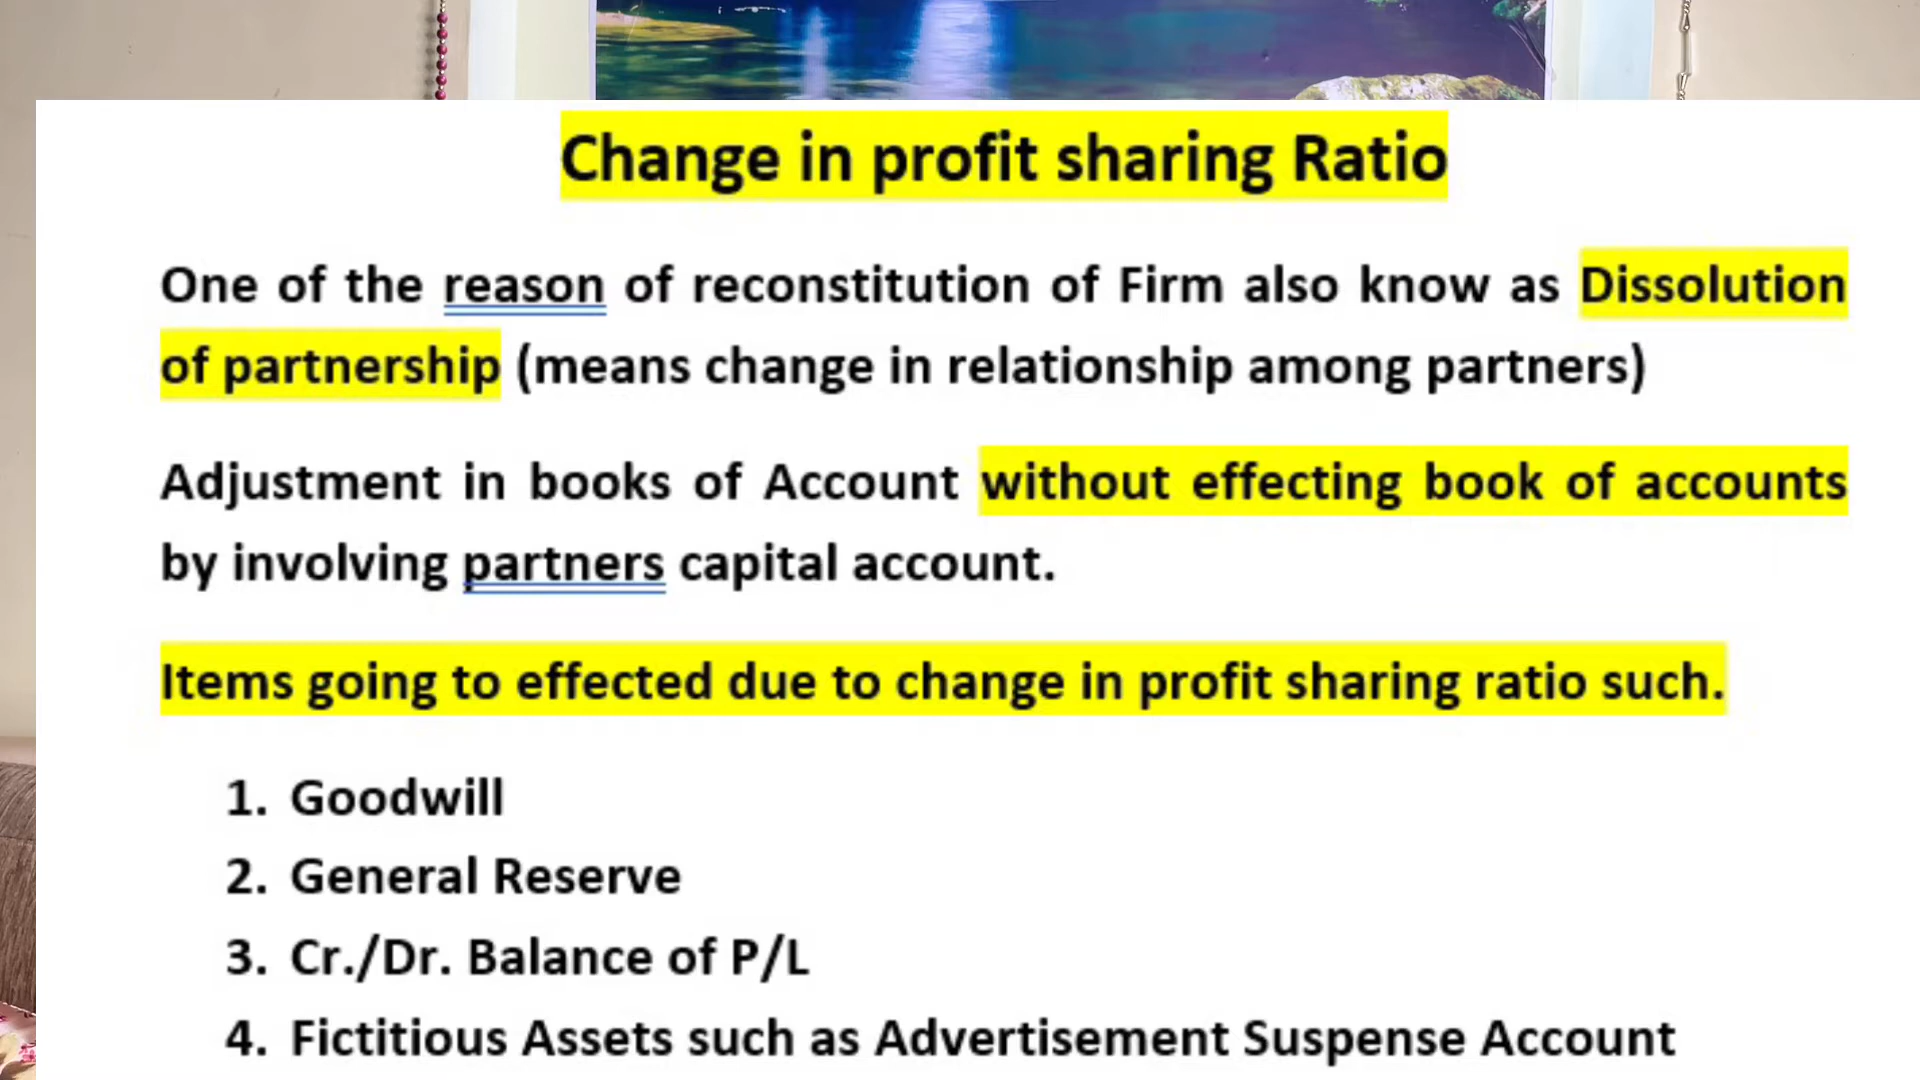 Change in profit sharing Ratio
One of the reason of reconstitution of Firm also know as Dissolution
of partnership (means change in relationship among partners)
Adjustment in books of Account without effecting book of accounts
by involving partners capital account.
Items going to effected due to change in profit sharing ratio such.
1. Goodwill
2. General Reserve
3. Cr./Dr. Balance of P/L
4. Fictitious Assets such as Advertisement Suspense Account